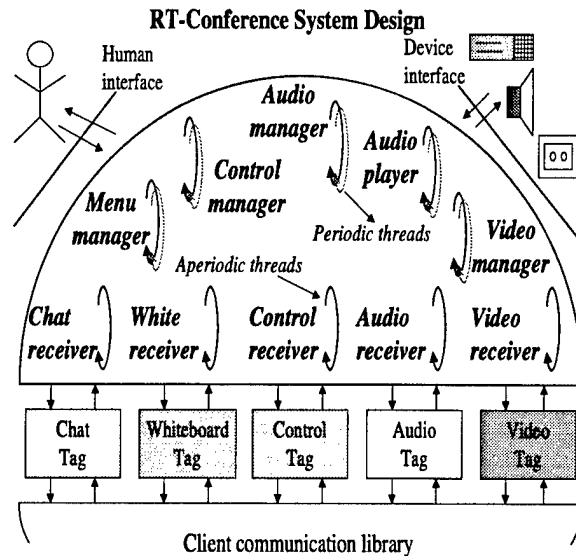 RT-Conference System Design
Human
interface
Device
interface
Audio
manager
Control
manager
Audio
player
Menu
manager
Periodic threads
Video
manager
Aperiodic threads
Chat
receiver
White
receiver
Control
receiver
Audio
receiver
Video
receiver
Chat
Tag
Whiteboard
Tag
Control
Tag
Audio
Tag
Video
Tag
Client communication library